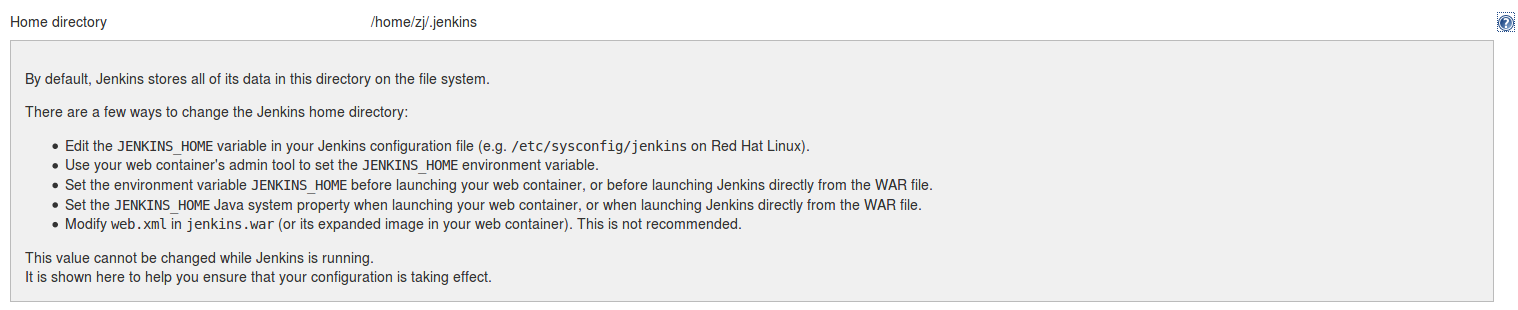 Home directory /home/zj/.jenkins
By default, Jenkins stores all of its data in this directory on the file system.
There are a few ways to change the Jenkins home directory:
• Edit the JENKINS_HOME variable in your Jenkins configuration file (e.g. /etc/sysconfig/jenkins on Red Hat Linux).
• Use your web container's admin tool to set the JENKINS_HOME environment variable.
• Set the environment variable JENKINS_HOME before launching your web container, or before launching Jenkins directly from the WAR file.
• Set the JENKINS_HOME Java system property when launching your web container, or when launching Jenkins directly from the WAR file.
• Modify web.xml in jenkins.war (or its expanded image in your web container). This is not recommended.
This value cannot be changed while Jenkins is running.
It is shown here to help you ensure that your configuration is taking effect.